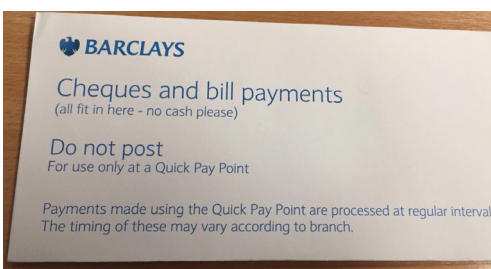 BARCLAYS
Cheques and bill payments
(all fit in here - no cash please)
Do not post
For use only at a Quick Pay Point
Payments made using the Quick Pay Point are processed at regular interval
The timing of these may vary according to branch.